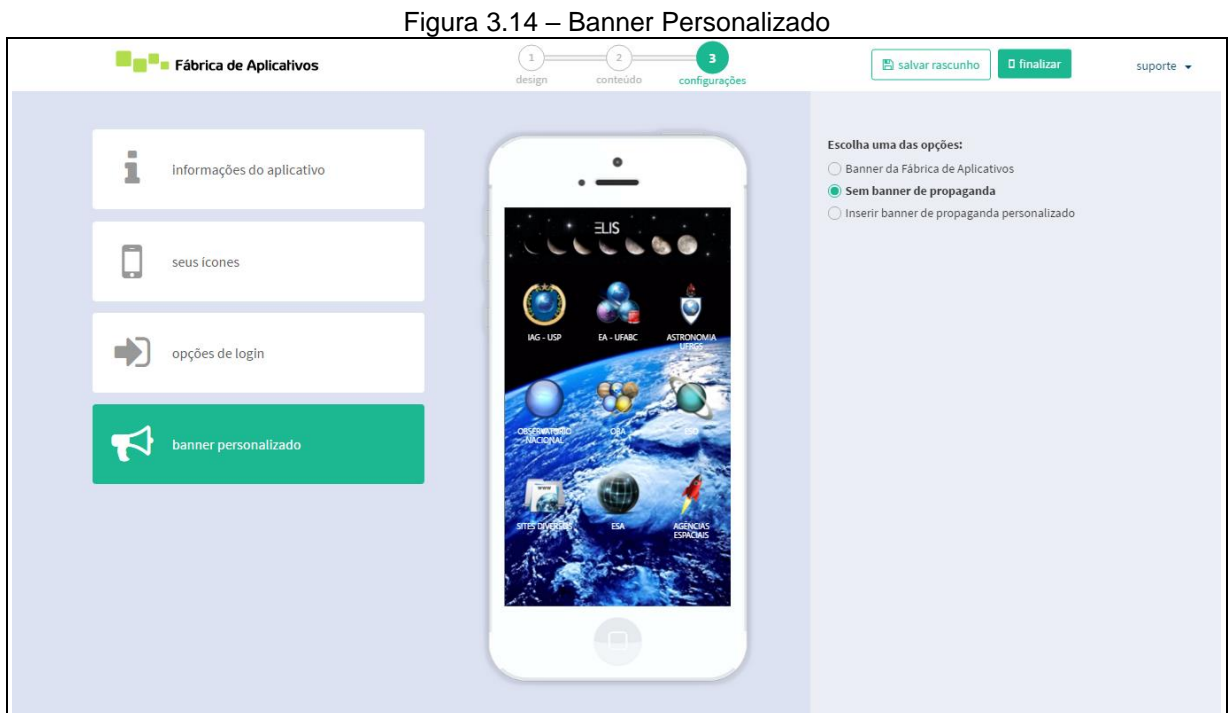 Figura 3.14 – Banner Personalizado
Fábrica de Aplicativos
1
design
2
conteúdo
3
configurações
salvar rascunho
finalizar
suporte
informações do aplicativo
seus ícones
opções de login
banner personalizado
ELIS
IAG - USP
EA - UFABC
ASTRONOMIA
UFRGS
OBSERVATÓRIO
NACIONAL
OBA
ESO
WWW
SITES DIVERSOS
ESA
AGÊNCIAS
ESPACIAIS
Escolha uma das opções:
Banner da Fábrica de Aplicativos
Sem banner de propaganda
Inserir banner de propaganda personalizado